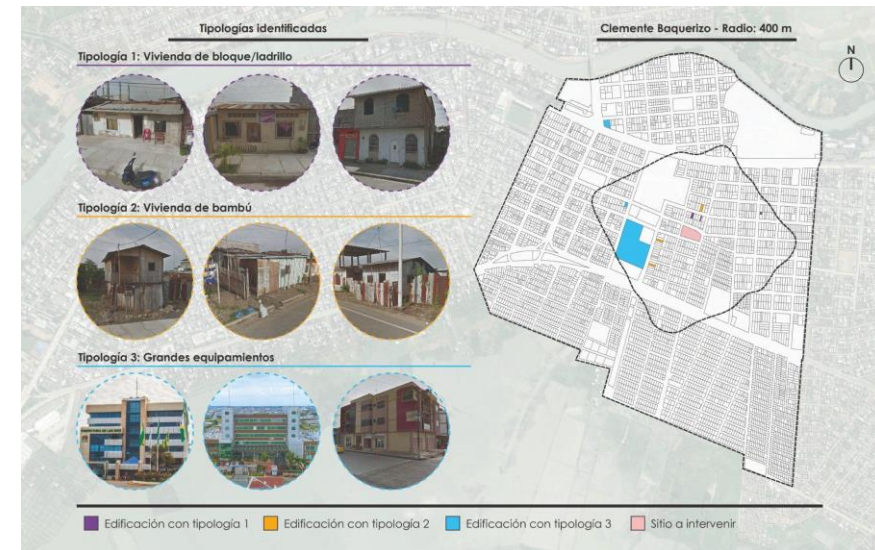 Tipologías identificadas
Clemente Baquerizo - Radio: 400 m
Tipología 1: Vivienda de bloque/ladrillo
N
Tipología 2: Vivienda de bambú
Tipología 3: Grandes equipamientos
Edificación con tipología 1
Edificación con tipología 2
Edificación con tipología 3
Sitio a intervenir